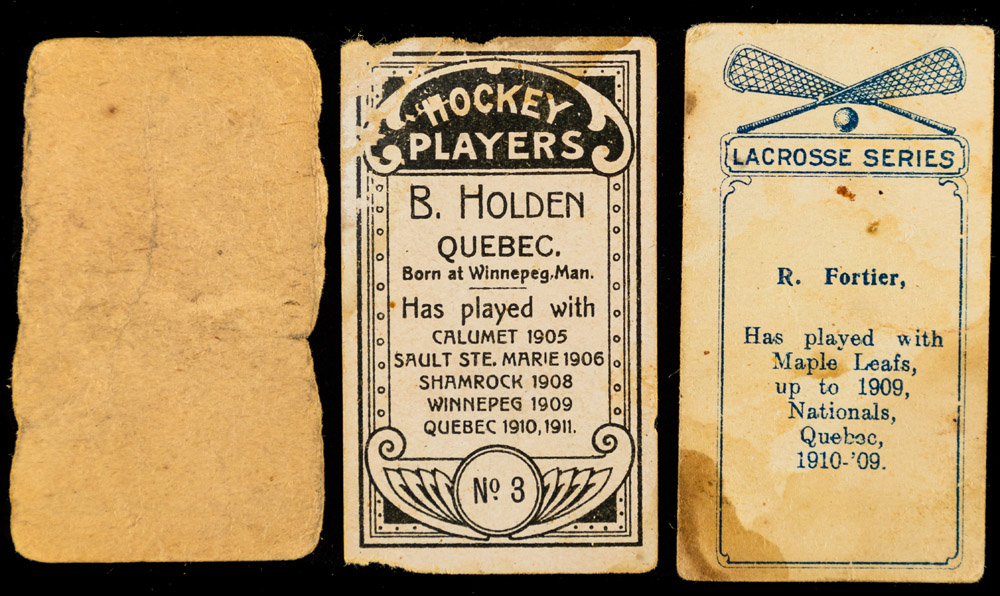 HOCKEY
PLAYERS
B. HOLDEN
QUEBEC.
Born at Winnepeg.Man.
Has played with
CALUMET 1905
SAULT STE. MARIE 1906
SHAMROCK 1908
WINNEPEG 1909
QUEBEC 1910, 1911.
No 3
LACROSSE SERIES
R. Fortier,
Has played with
Maple Leafs,
up to 1909,
Nationals,
Quebec,
1910-'09.